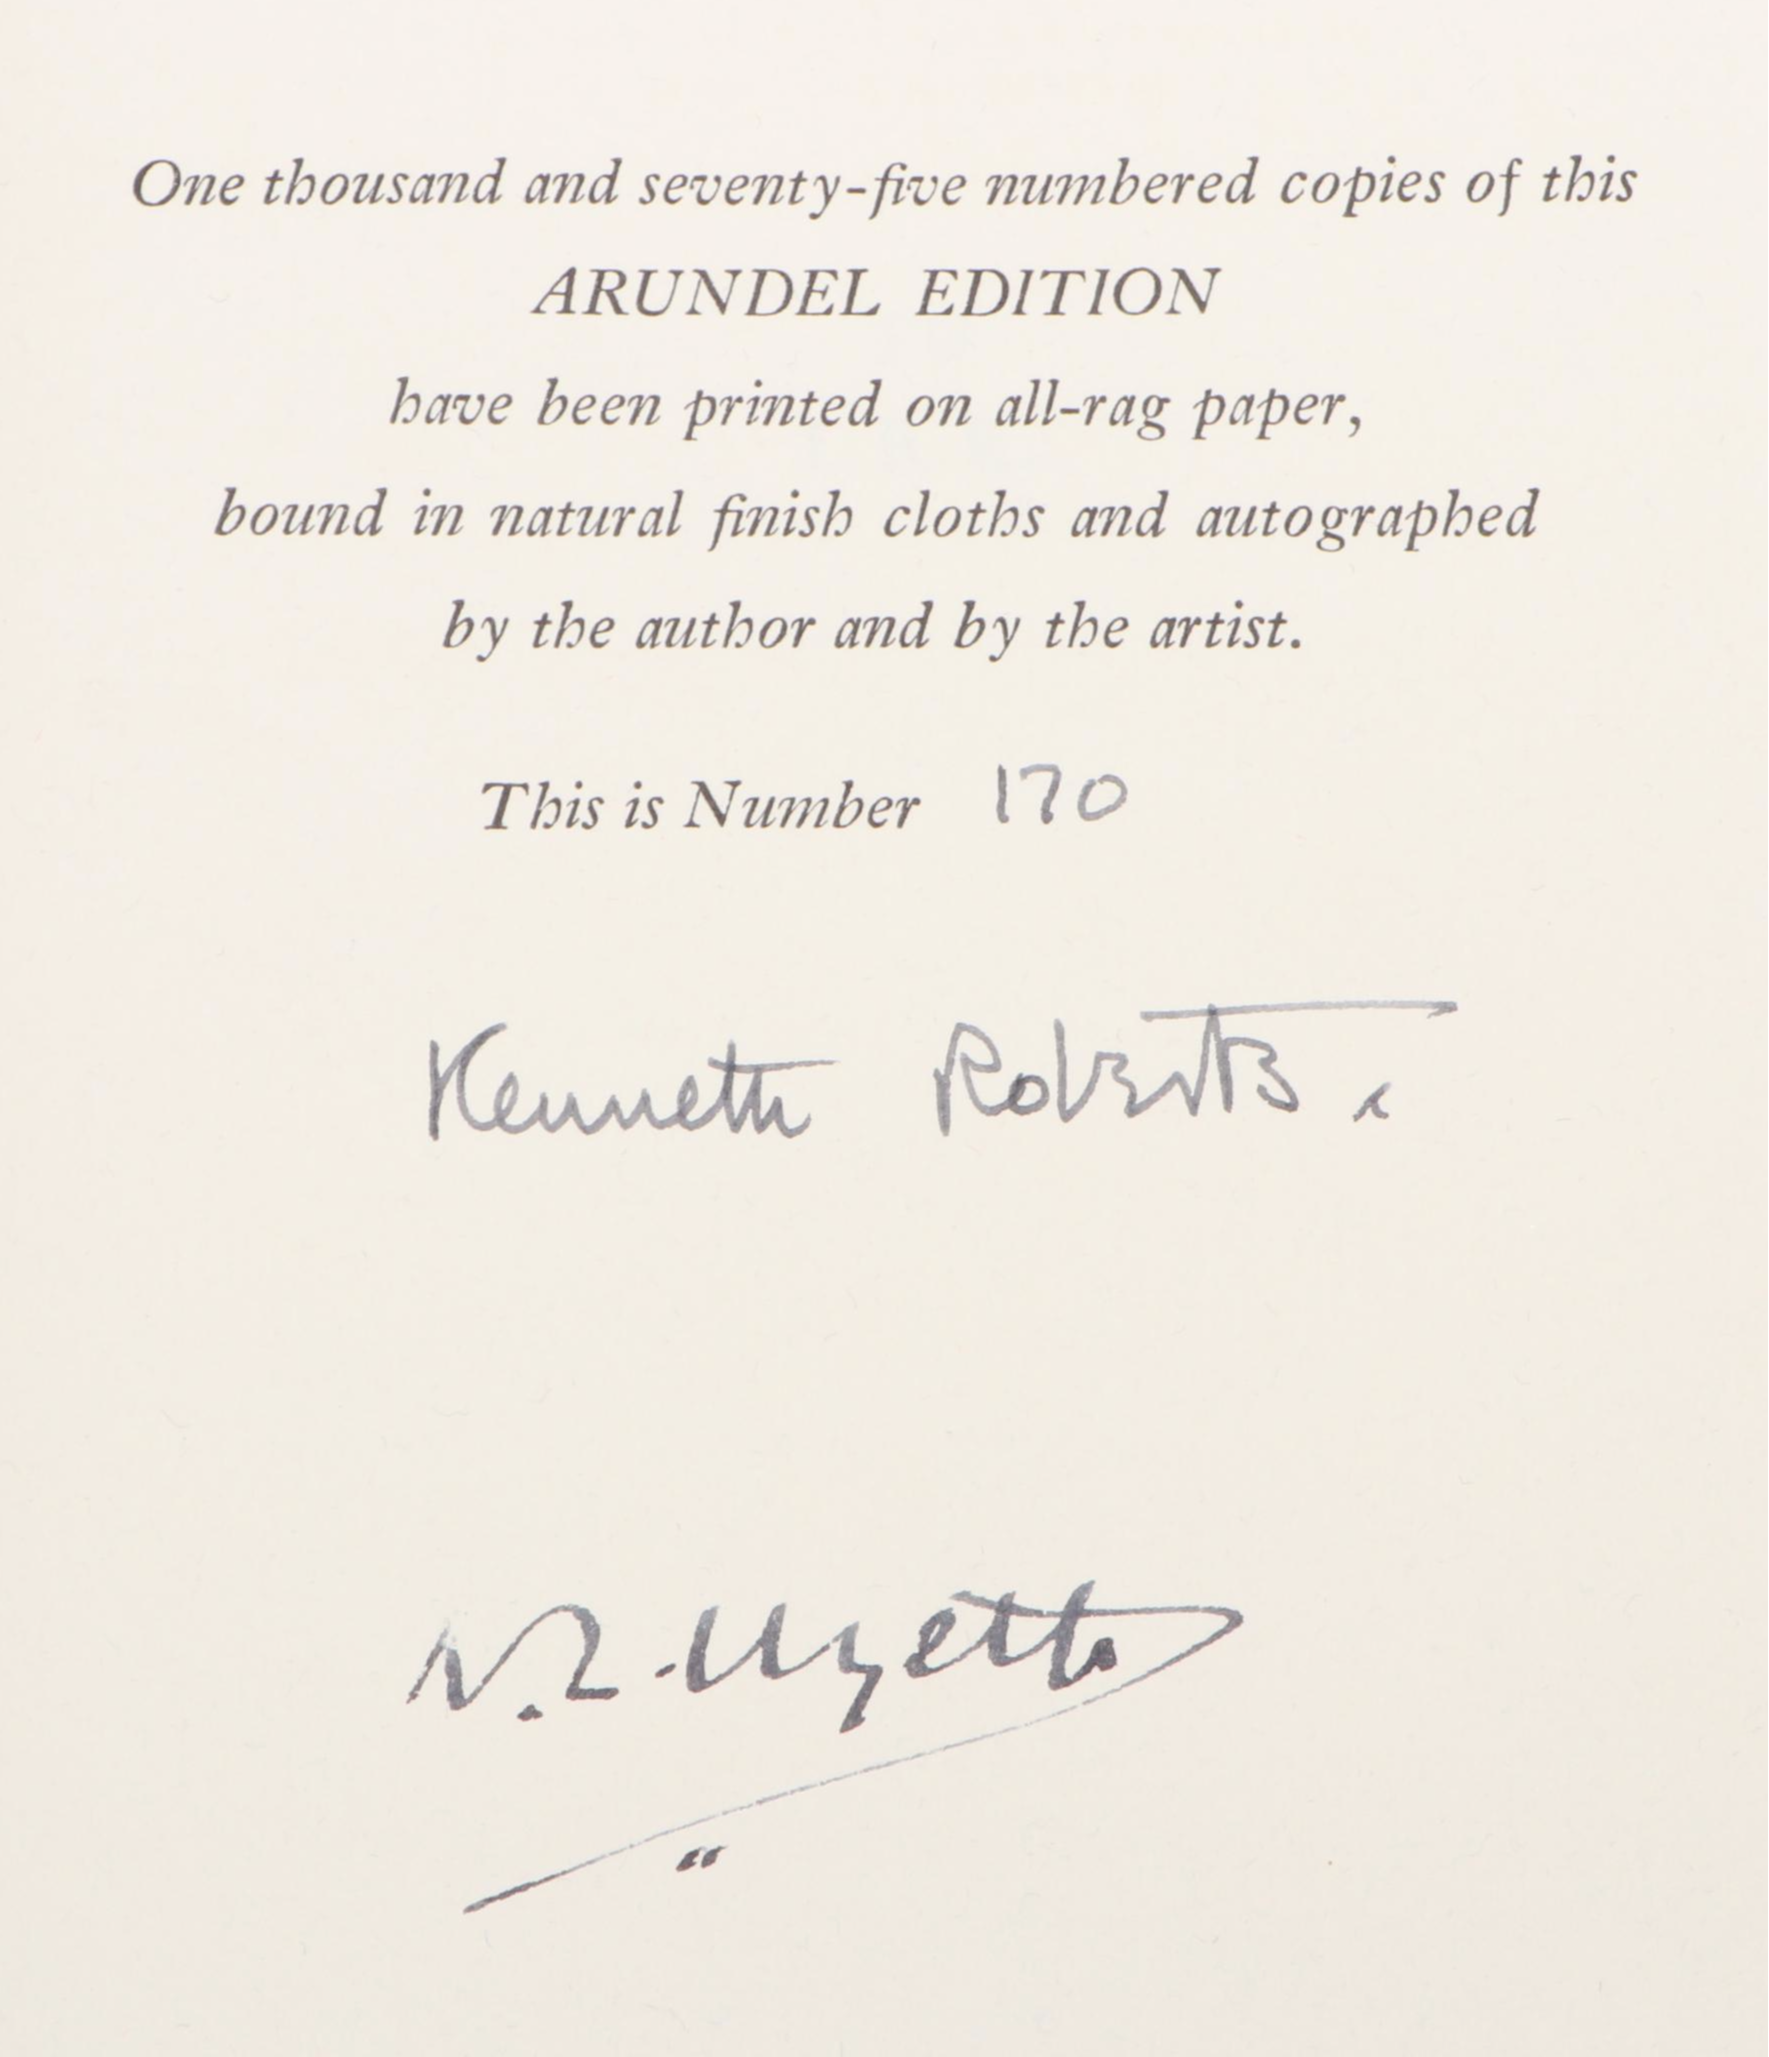 One thousand and seventy-five numbered copies of this
ARUNDEL EDITION
have been printed on all-rag paper,
bound in natural finish cloths and autographed
by the author and by the artist.
This is Number 170
Kenneth Roberts.
N.C. Wyeth